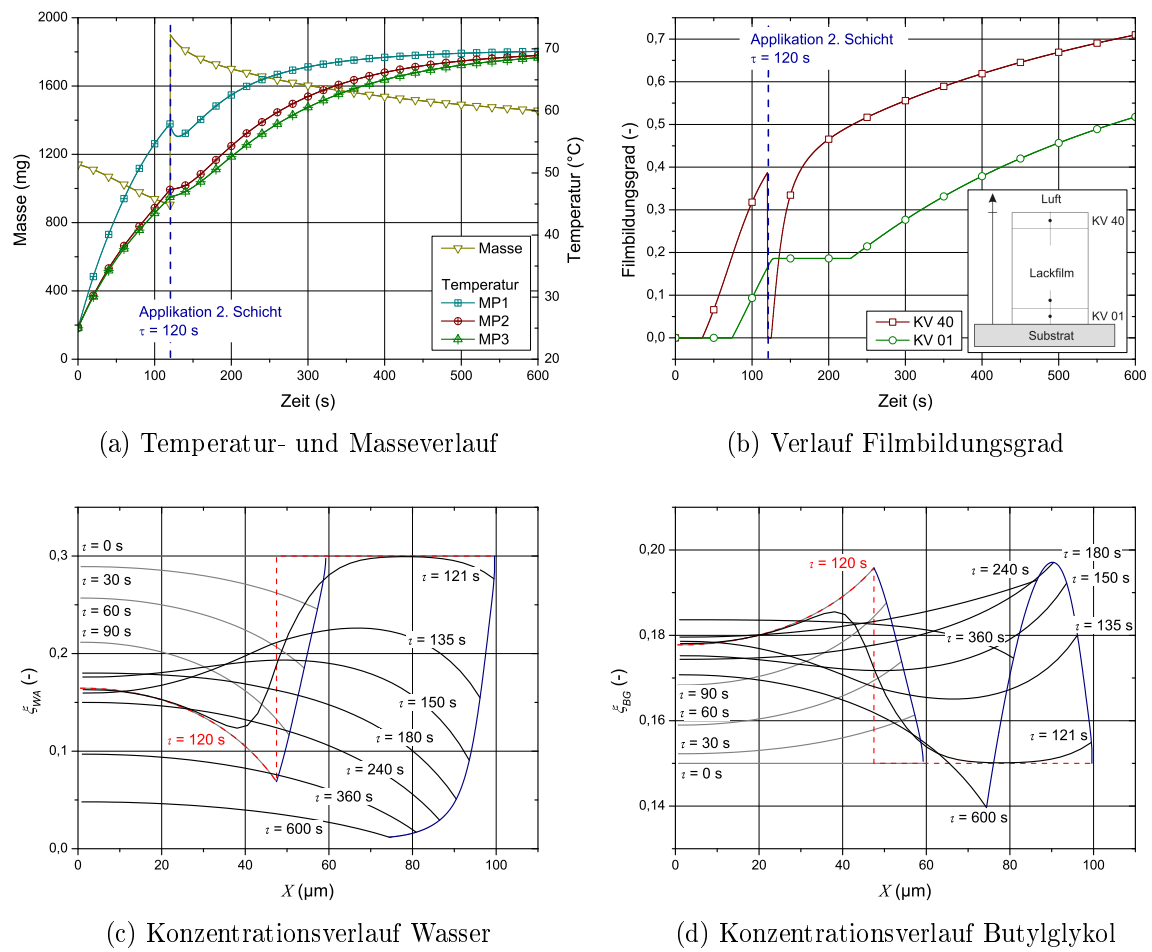 2000
1600
1200
800
400
0
Masse (mg)
70
60
50
40
30
20
Temperatur (°C)
Applikation 2. Schicht
τ = 120 s
Masse
Temperatur
MP1
MP2
MP3
0 100 200 300 400 500 600
Zeit (s)
(a) Temperatur- und Masseverlauf
0,7
0,6
0,5
0,4
0,3
0,2
0,1
0,0
Filmbildungsgrad (-)
Applikation 2. Schicht
τ = 120 s
Luft
KV 40
Lackfilm
KV 01
Substrat
KV 40
KV 01
0 100 200 300 400 500 600
Zeit (s)
(b) Verlauf Filmbildungsgrad
0,3
0,2
0,1
0,0
ξWA (-)
τ = 0 s
τ = 30 s
τ = 60 s
τ = 90 s
τ = 120 s
τ = 121 s
τ = 135 s
τ = 150 s
τ = 180 s
τ = 240 s
τ = 360 s
τ = 600 s
0 20 40 60 80 100
X (µm)
(c) Konzentrationsverlauf Wasser
0,20
0,18
0,16
0,14
ξBG (-)
τ = 120 s
τ = 240 s
τ = 180 s
τ = 150 s
τ = 135 s
τ = 360 s
τ = 90 s
τ = 60 s
τ = 30 s
τ = 0 s
τ = 121 s
τ = 600 s
0 20 40 60 80 100
X (µm)
(d) Konzentrationsverlauf Butylglykol